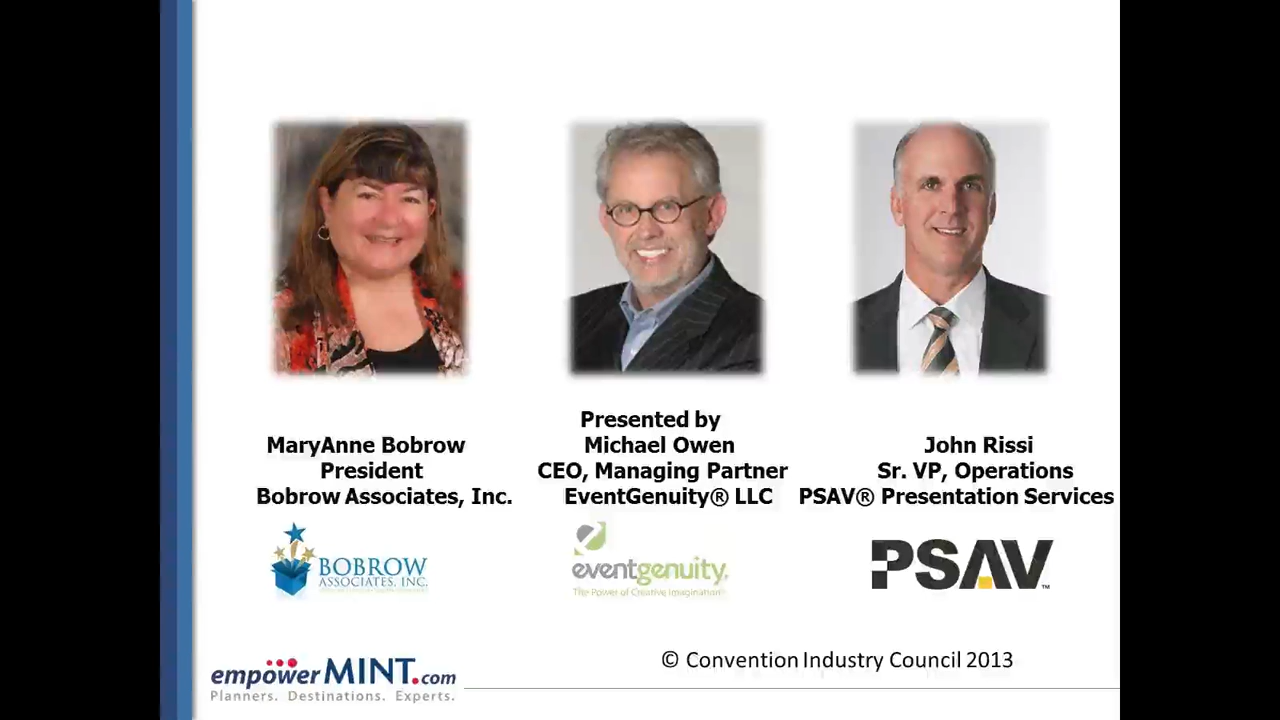 Presented by
MaryAnne Bobrow
President
Bobrow Associates, Inc.
Michael Owen
CEO, Managing Partner
EventGenuity® LLC
John Rissi
Sr. VP, Operations
PSAV® Presentation Services
BOBROW
ASSOCIATES, INC.
eventgenuity
The Power of Creative Imagination
PSAV™
empowerMINT.com
Planners. Destinations. Experts.
© Convention Industry Council 2013